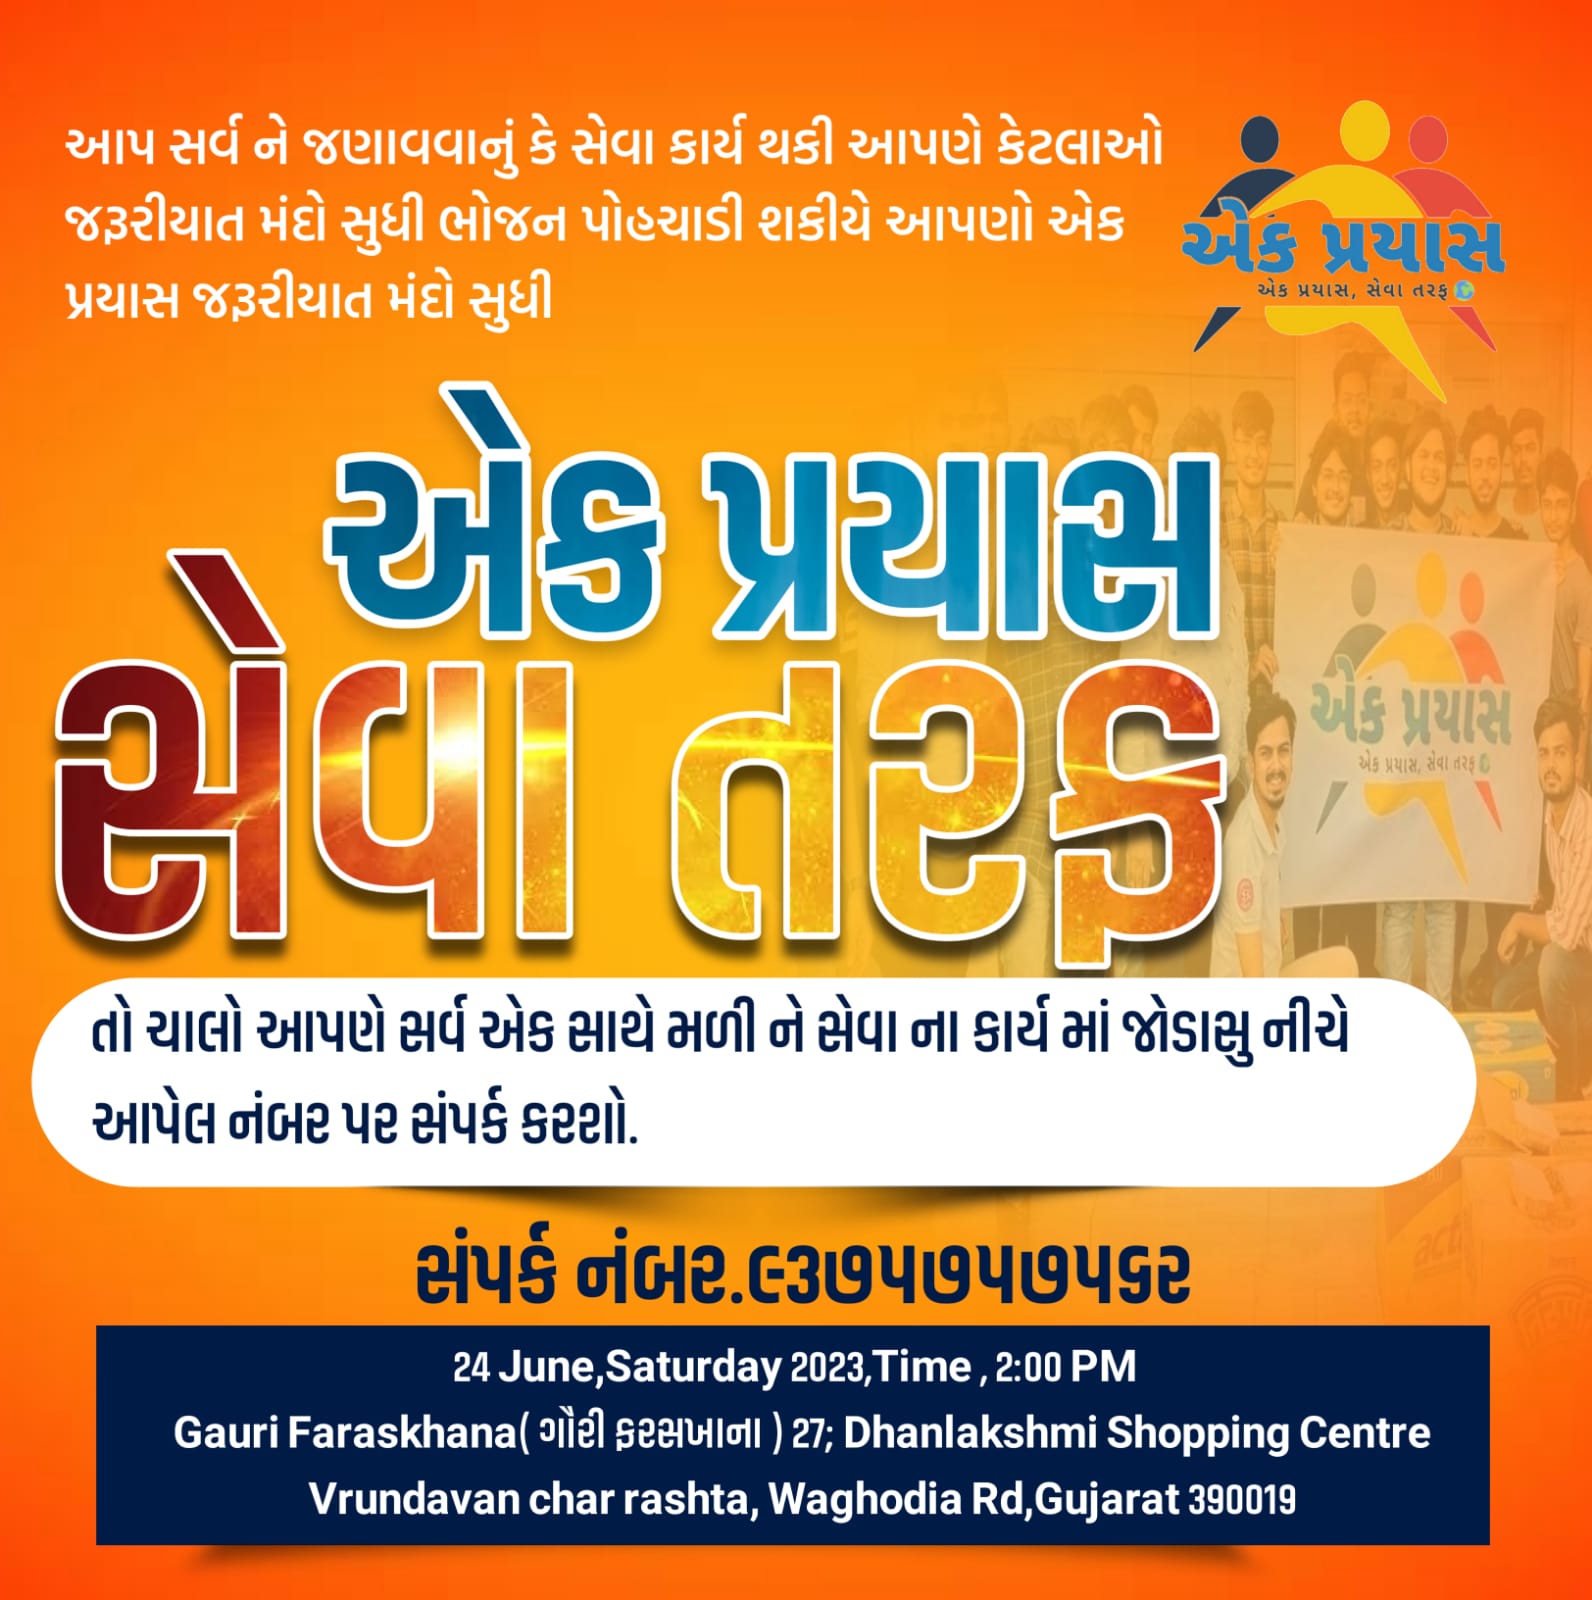 આપ સર્વ ને જણાવવાનું કે સેવા કાર્ય થકી આપણે કેટલાઓ
જરૂરીયાત મંદો સુધી ભોજન પોહચાડી શકીયે આપણો એક
પ્રયાસ જરૂરીયાત મંદો સુધી
એક પ્રયાસ
એક પ્રયાસ, સેવા તરફ
એક પ્રયાસ
સેવા તરફ
એક પ્રયાસ
એક પ્રયાસ, સેવા તરફ
તો ચાલો આપણે સર્વ એક સાથે મળી ને સેવા ના કાર્ય માં જોડાસુ નીચે
આપેલ નંબર પર સંપર્ક કરશો.
સંપર્ક નંબર.૯૩૭૫૭૫૭૫૬૨
24 June,Saturday 2023,Time , 2:00 PM
Gauri Faraskhana( ગૌરી ફરસખાના ) 27; Dhanlakshmi Shopping Centre
Vrundavan char rashta, Waghodia Rd,Gujarat 390019